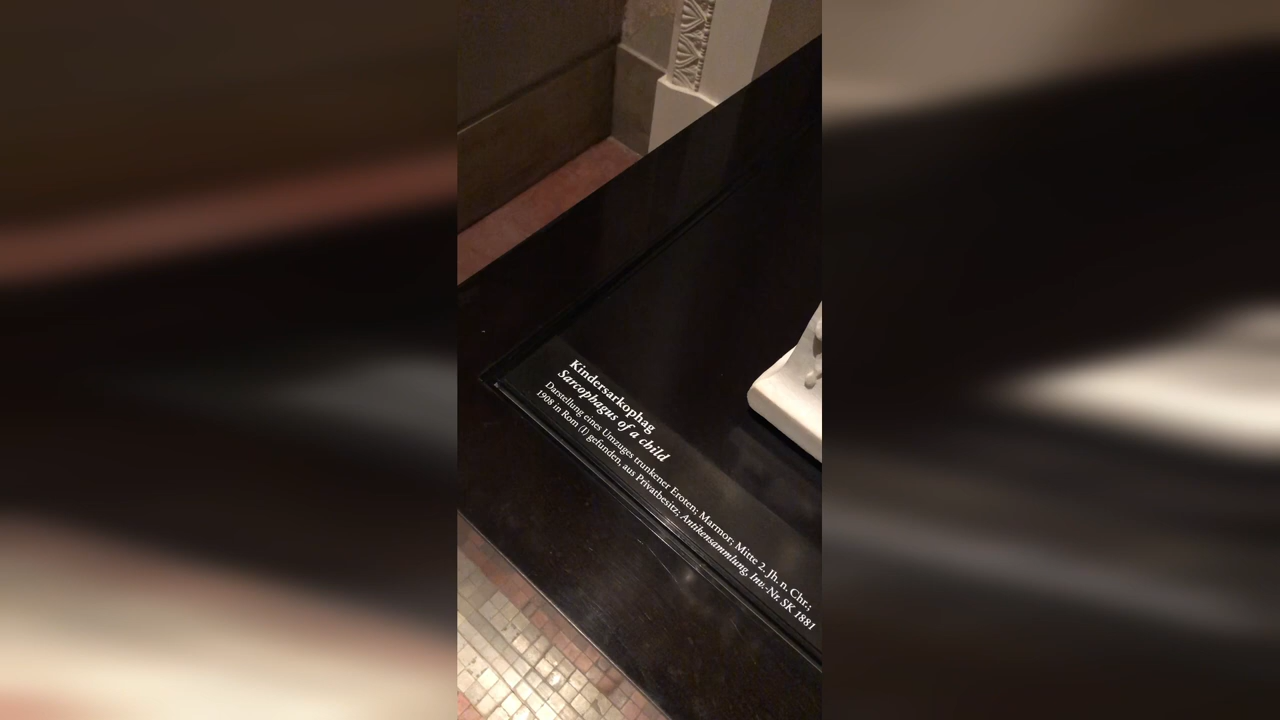 Kindersarkophag
Sarcophagus of a child
Darstellung eines Umzuges trunkener Eroten; Marmor; Mitte 2. Jh. n. Chr.;
1908 in Rom (I) gefunden, aus Privatbesitz; Antikensammlung, Inv.-Nr. SK 1881